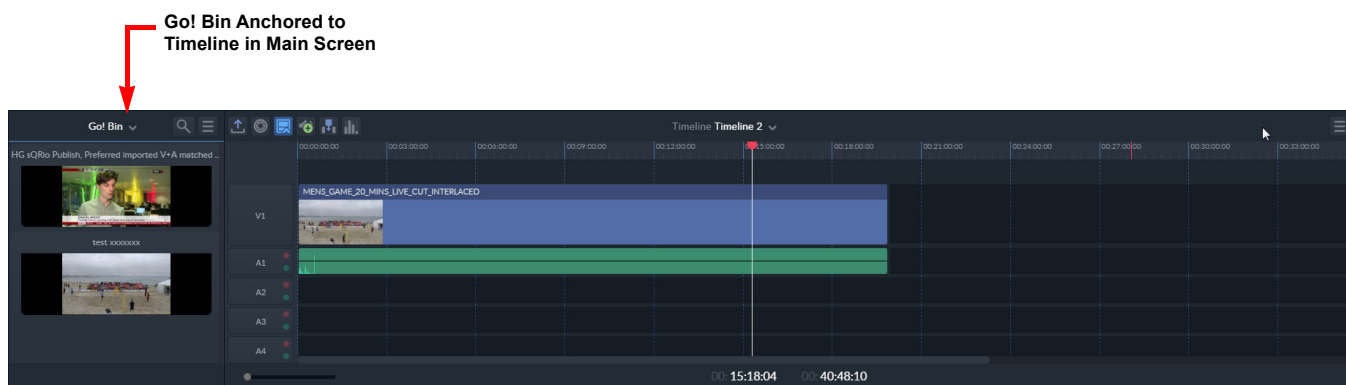 Go! Bin Anchored to
Timeline in Main Screen
Go! Bin
Timeline Timeline 2
HG sQRio Publish, Preferred imported V+A matched ..
00:00:00:00 00:03:00:00 00:06:00:00 00:09:00:00 00:12:00:00 00:15:00:00 00:18:00:00 00:21:00:00 00:24:00:00 00:27:00:00 00:30:00:00 00:33:00:00
MENS_GAME_20_MINS_LIVE_CUT_INTERLACED
V1
test xxxxxxx
A1
A2
A3
A4
00: 15:18:04 00: 40:48:10